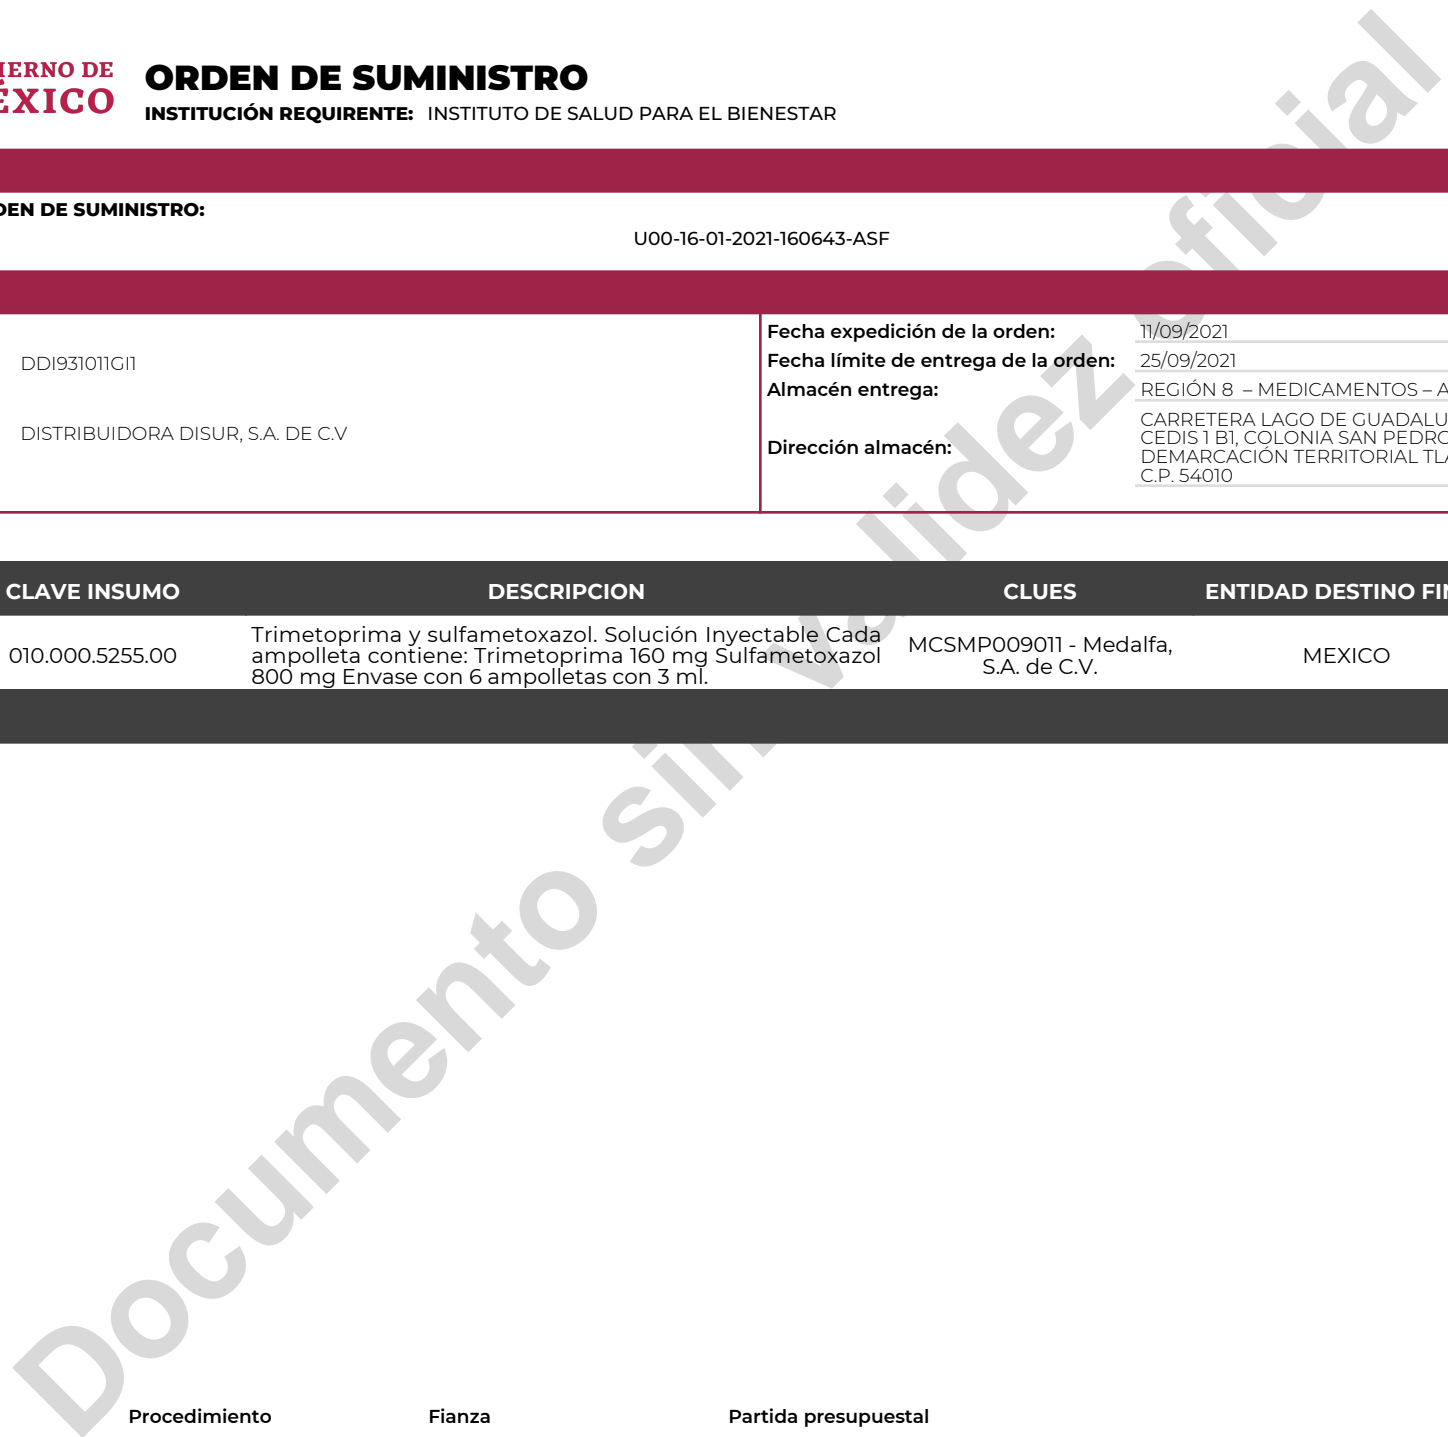 IERNO DE
ÉXICO
ORDEN DE SUMINISTRO
INSTITUCIÓN REQUIRENTE: INSTITUTO DE SALUD PARA EL BIENESTAR
DEN DE SUMINISTRO:
U00-16-01-2021-160643-ASF
DDI931011GI1
DISTRIBUIDORA DISUR, S.A. DE C.V
Fecha expedición de la orden: 11/09/2021
Fecha límite de entrega de la orden: 25/09/2021
Almacén entrega: REGIÓN 8 – MEDICAMENTOS – A
Dirección almacén:
CARRETERA LAGO DE GUADALU
CEDIS 1 B1, COLONIA SAN PEDRO
DEMARCACIÓN TERRITORIAL TLA
C.P. 54010
CLAVE INSUMO DESCRIPCION CLUES ENTIDAD DESTINO FIN
010.000.5255.00
Trimetoprima y sulfametoxazol. Solución Inyectable Cada
ampolleta contiene: Trimetoprima 160 mg Sulfametoxazol
800 mg Envase con 6 ampolletas con 3 ml.
MCSMP009011 - Medalfa,
S.A. de C.V.
MEXICO
Documento sin validez oficial
Procedimiento Fianza Partida presupuestal